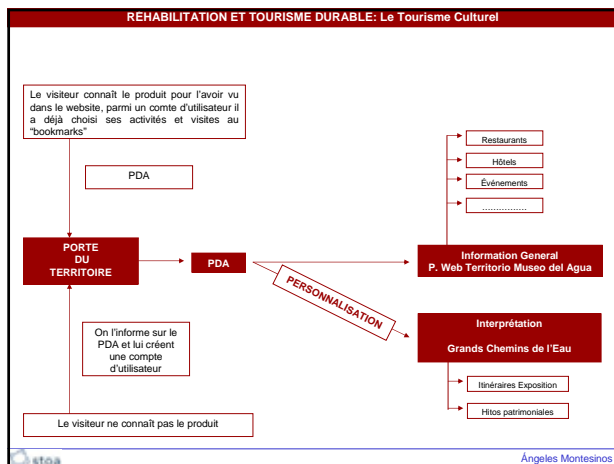 RÉHABILITATION ET TOURISME DURABLE: Le Tourisme Culturel
Le visiteur connaît le produit pour l'avoir vu
dans le website, parmi un comte d'utilisateur il
a déjà choisi ses activités et visites au
"bookmarks"
PDA
Restaurants
Hôtels
Événements
................
PORTE
DU
TERRITOIRE
PDA
Information General
P. Web Territorio Museo del Agua
PERSONNALISATION
Interprétation
Grands Chemins de l'Eau
On l'informe sur le
PDA et lui créent
une compte
d'utilisateur
Itinéraires Exposition
Hitos patrimoniales
Le visiteur ne connaît pas le produit
stoa
Ángeles Montesinos